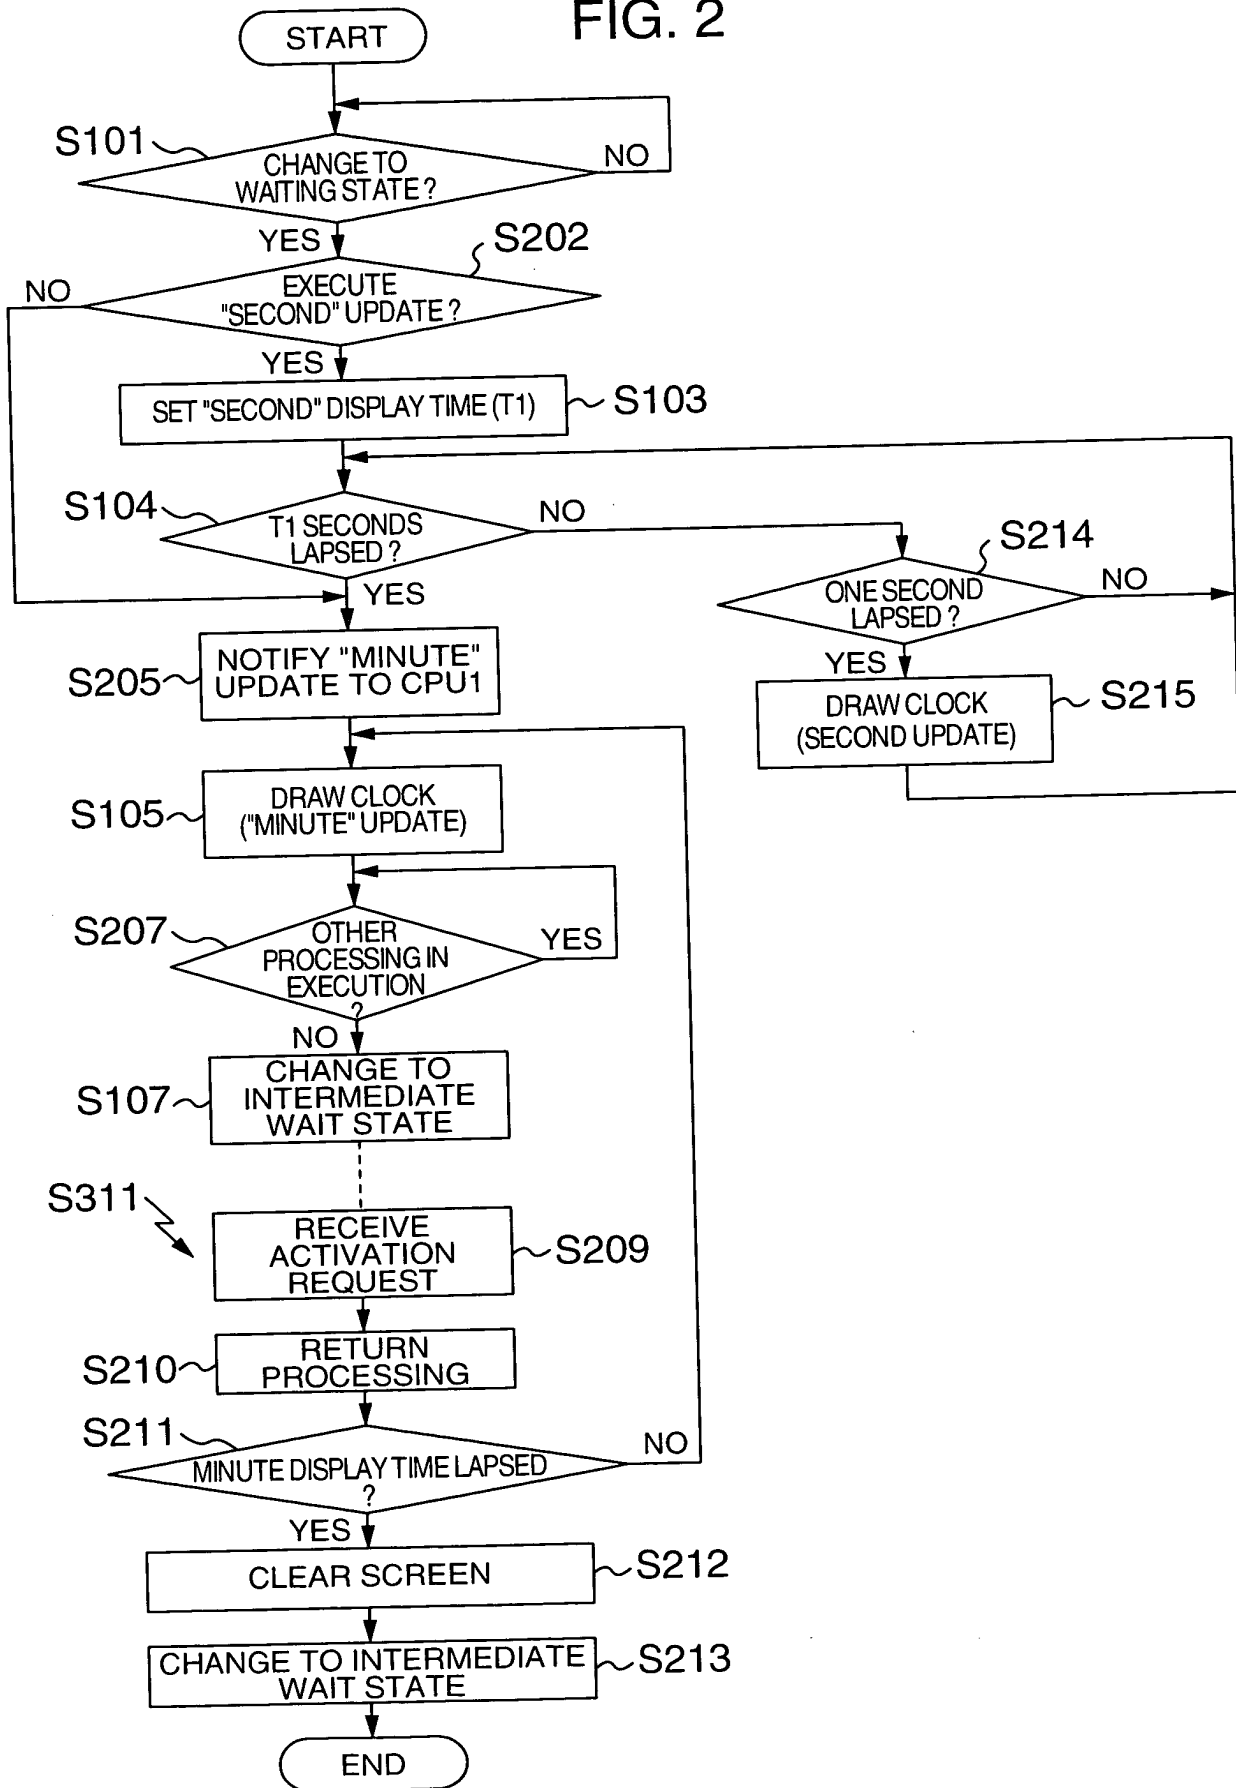 FIG. 2
START
S101
CHANGE TO
WAITING STATE ?
NO
YES
S202
EXECUTE
"SECOND" UPDATE ?
NO
YES
SET "SECOND" DISPLAY TIME (T1)
S103
S104
T1 SECONDS
LAPSED ?
NO
YES
S214
ONE SECOND
LAPSED ?
NO
YES
S205
NOTIFY "MINUTE"
UPDATE TO CPU1
DRAW CLOCK
(SECOND UPDATE)
S215
S105
DRAW CLOCK
("MINUTE" UPDATE)
S207
OTHER
PROCESSING IN
EXECUTION
?
YES
NO
S107
CHANGE TO
INTERMEDIATE
WAIT STATE
S311
RECEIVE
ACTIVATION
REQUEST
S209
S210
RETURN
PROCESSING
S211
MINUTE DISPLAY TIME LAPSED
?
NO
YES
CLEAR SCREEN
S212
CHANGE TO INTERMEDIATE
WAIT STATE
S213
END